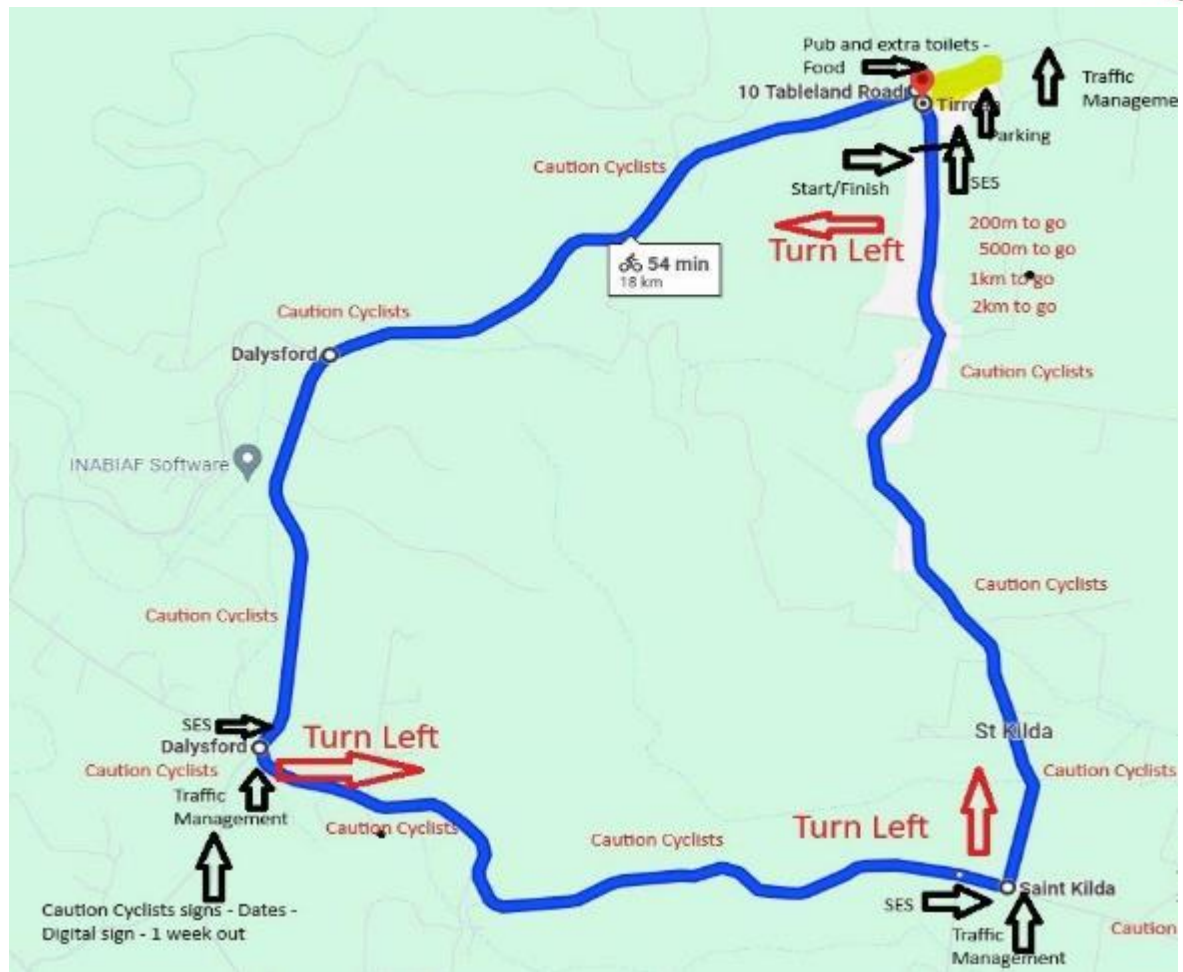 Pub and extra toilets -
Food
10 Tableland Road
Traffic
Manageme
Parking
Caution Cyclists
Start/Finish
SES
Turn Left
200m to go
500m to go
1km to go
2km to go
54 min
18 km
Caution Cyclists
Dalysford
Caution Cyclists
INABIAF Software
Caution Cyclists
Caution Cyclists
St Kilda
SES
Dalysford
Turn Left
Caution Cyclists
Caution Cyclists
Traffic
Management
Caution Cyclists
Caution Cyclists
Turn Left
Saint Kilda
SES
Caution Cyclists signs - Dates -
Digital sign - 1 week out
Traffic
Management
Caution